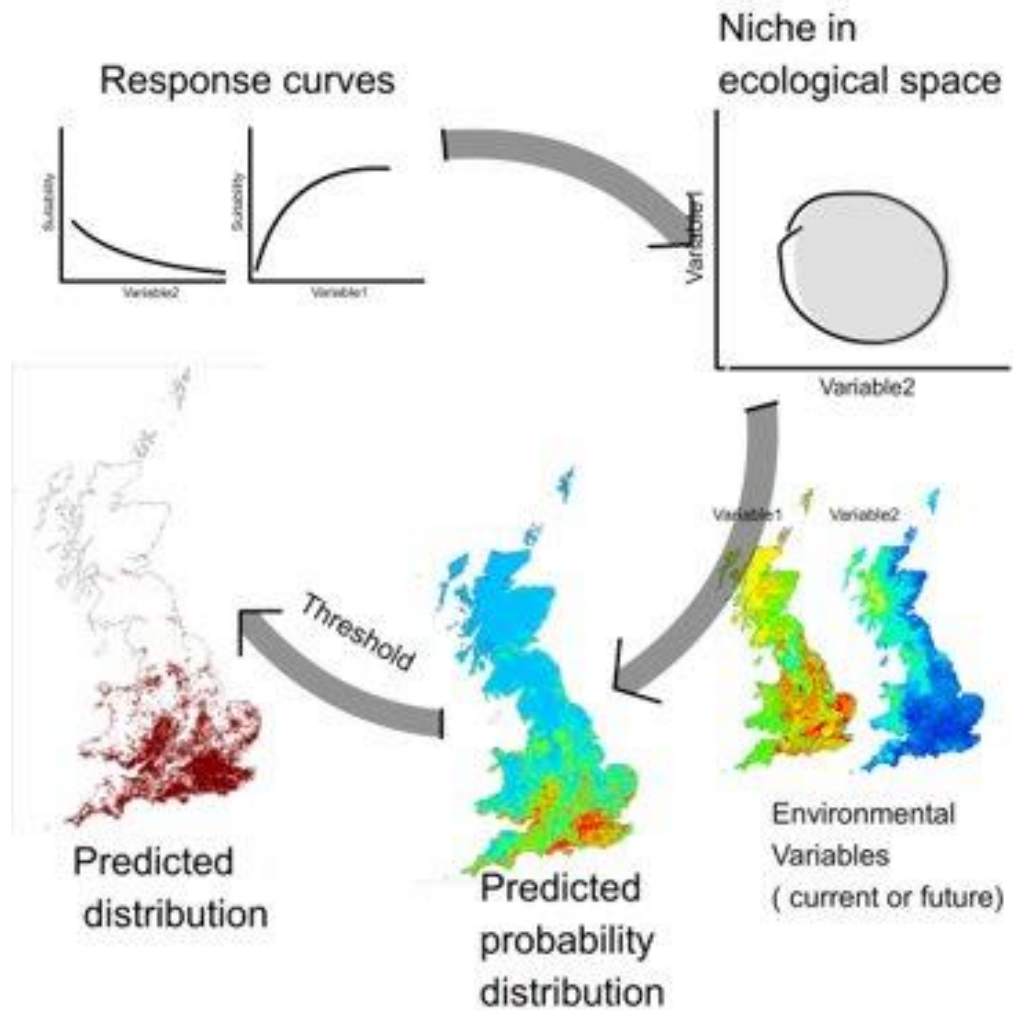 Response curves
Suitability
Variable2
Suitability
Variable1
Niche in
ecological space
Variable1
Variable2
Variable1
Variable2
Threshold
Environmental
Variables
( current or future)
Predicted
distribution
Predicted
probability
distribution